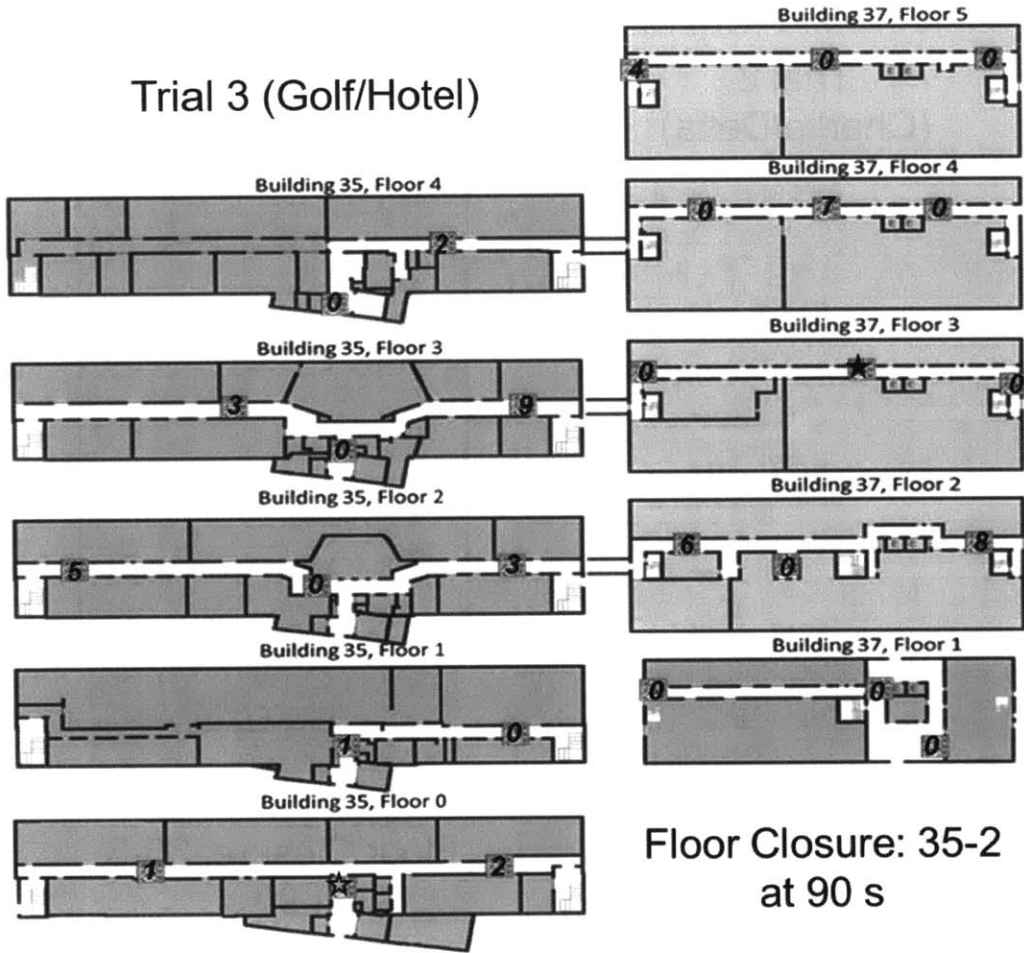 Trial 3 (Golf/Hotel)
Building 37, Floor 5
4 0 0
Building 35, Floor 4
2
0
Building 37, Floor 4
0 7 0
Building 35, Floor 3
3 9
0
Building 37, Floor 3
0 0
Building 35, Floor 2
5 0 3
Building 37, Floor 2
6 0 8
Building 35, Floor 1
1 0
Building 37, Floor 1
0 0
0
Building 35, Floor 0
1 2
Floor Closure: 35-2
at 90 s